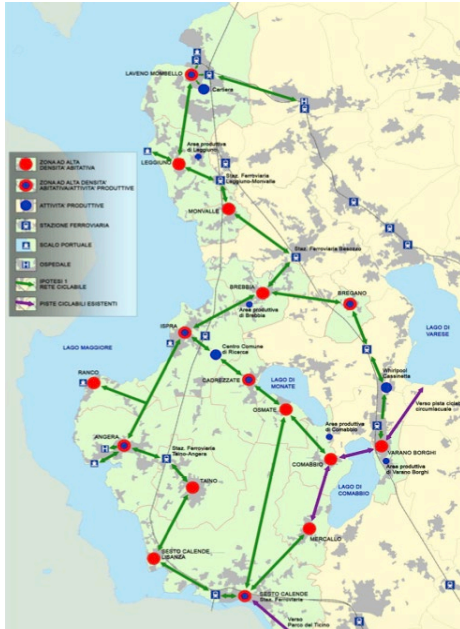 LAVENO MOMBELLO
Cartiera
Area produttiva
di Leggiuno
LEGGIUNO
Staz. Ferroviaria
Leggiuno-Monvalle
MONVALLE
ZONA AD ALTA
DENSITA' ABITATIVA
ZONA AD ALTA DENSITA'
ABITATIVA/ATTIVITA'
PRODUTTIVE
ATTIVITA' PRODUTTIVE
STAZIONE FERROVIARIA
SCALO PORTUALE
OSPEDALE
IPOTESI 1
RETE CICLABILE
PISTE CICLABILI ESISTENTI
Staz. Ferroviaria Besozzo
BREBBIA
BREGANO
Area produttiva
di Brebbia
ISPRA
LAGO DI
VARESE
LAGO MAGGIORE
Centro Comune
di Ricerca
RANCO
CADREZZATE
LAGO DI
MONATE
Whirlpool
Cassinetta
OSMATE
Verso pista ciclabile
circumlacuale
Area produttiva
di Comabbio
ANGERA
Staz. Ferroviaria
Taino-Angera
COMABBIO
VARANO BORGHI
Area produttiva
di Varano Borghi
TAINO
LAGO DI
COMABBIO
MERCALLO
SESTO CALENDE
LISANZA
SESTO CALENDE
Staz. Ferroviaria
Verso
Parco del Ticino